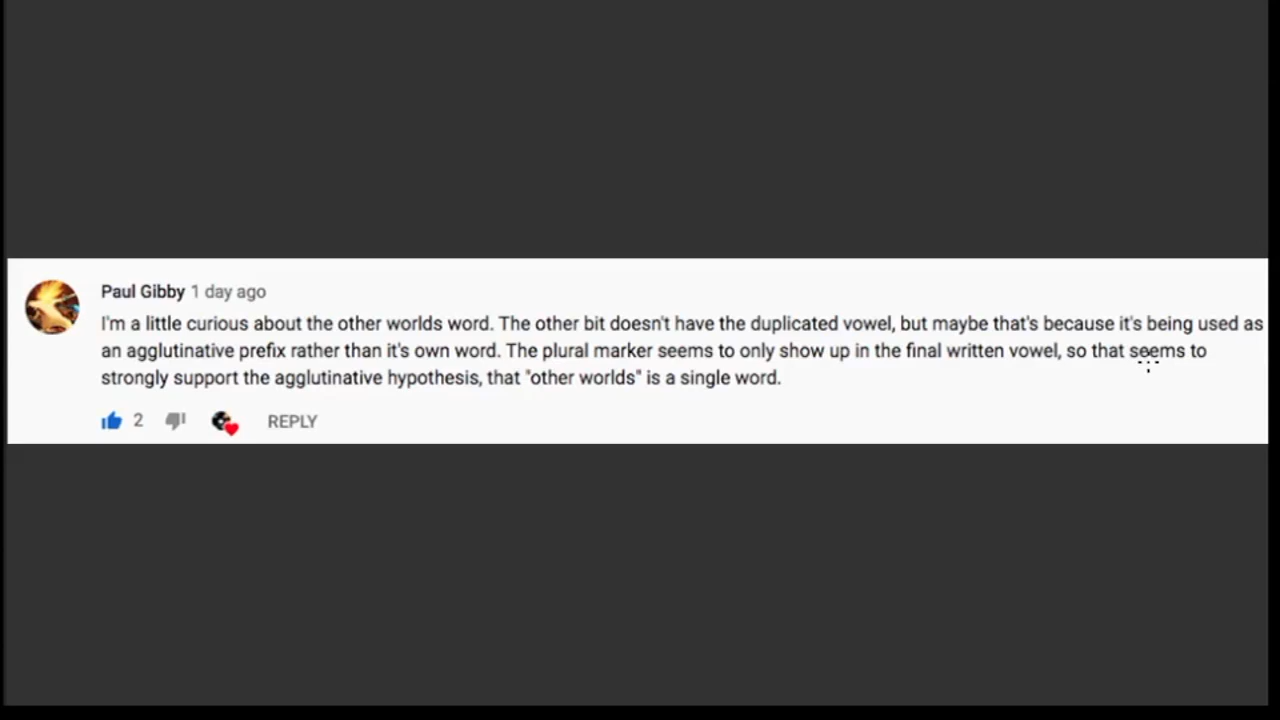 Paul Gibby 1 day ago
I'm a little curious about the other worlds word. The other bit doesn't have the duplicated vowel, but maybe that's because it's being used as
an agglutinative prefix rather than it's own word. The plural marker seems to only show up in the final written vowel, so that seems to
strongly support the agglutinative hypothesis, that "other worlds" is a single word.
2 REPLY